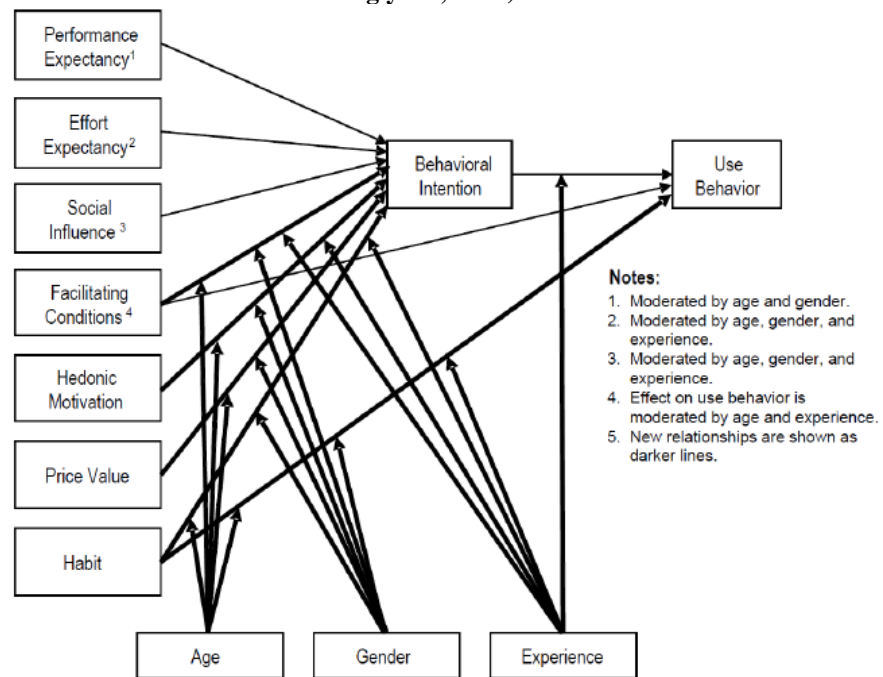 Performance
Expectancy1
Effort
Expectancy2
Social
Influence 3
Facilitating
Conditions 4
Hedonic
Motivation
Price Value
Habit
Behavioral
Intention
Use
Behavior
Notes:
1. Moderated by age and gender.
2. Moderated by age, gender, and
experience.
3. Moderated by age, gender, and
experience.
4. Effect on use behavior is
moderated by age and experience.
5. New relationships are shown as
darker lines.
Age
Gender
Experience